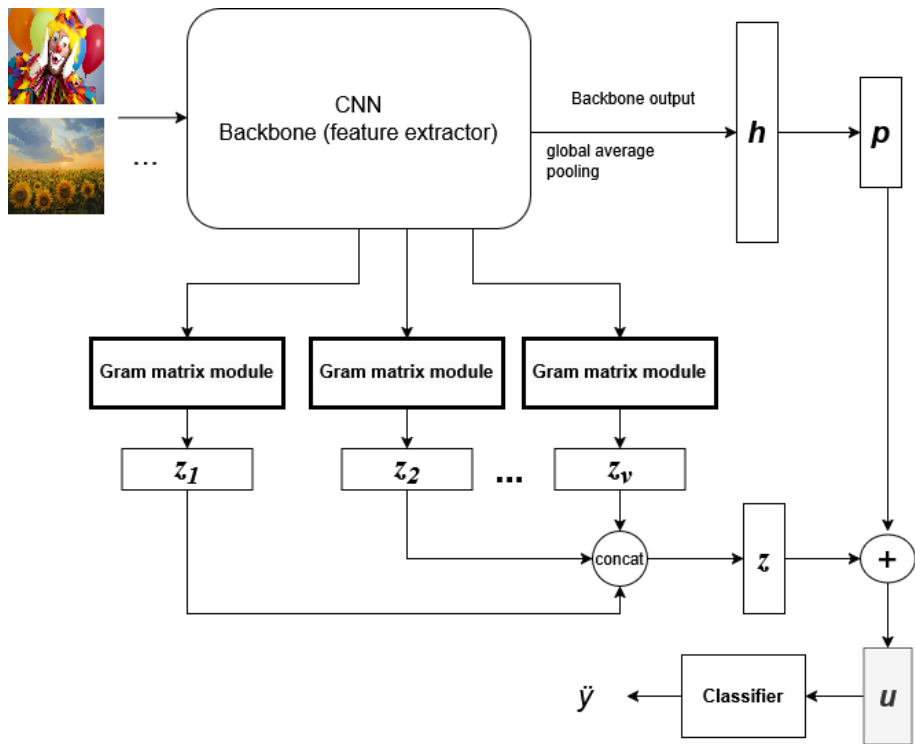 CNN
Backbone (feature extractor)
...
Backbone output
global average
pooling
h
p
Gram matrix module
Gram matrix module
Gram matrix module
z1
z2
...
zv
concat
z
+
ÿ
Classifier
u